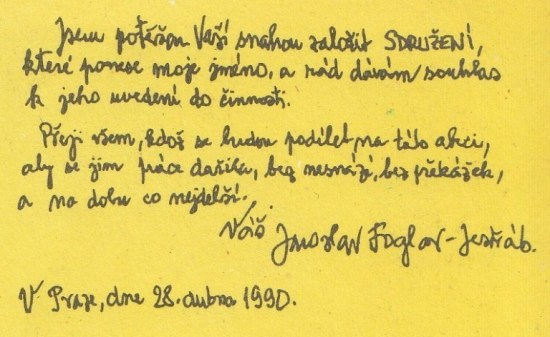 Jsem potěšen Vaší snahou založit SDRUŽENÍ,
které ponese moje jméno, a rád dávám souhlas
k jeho uvedení do činnosti.
Přeji všem, kdož se budou podílet na této akci,
aby se jim práce dařila, bez nesnází, bez překážek,
a na dobu co nejdelší.
Váš Jaroslav Foglar-Jestřáb.
V Praze, dne 28. dubna 1990.